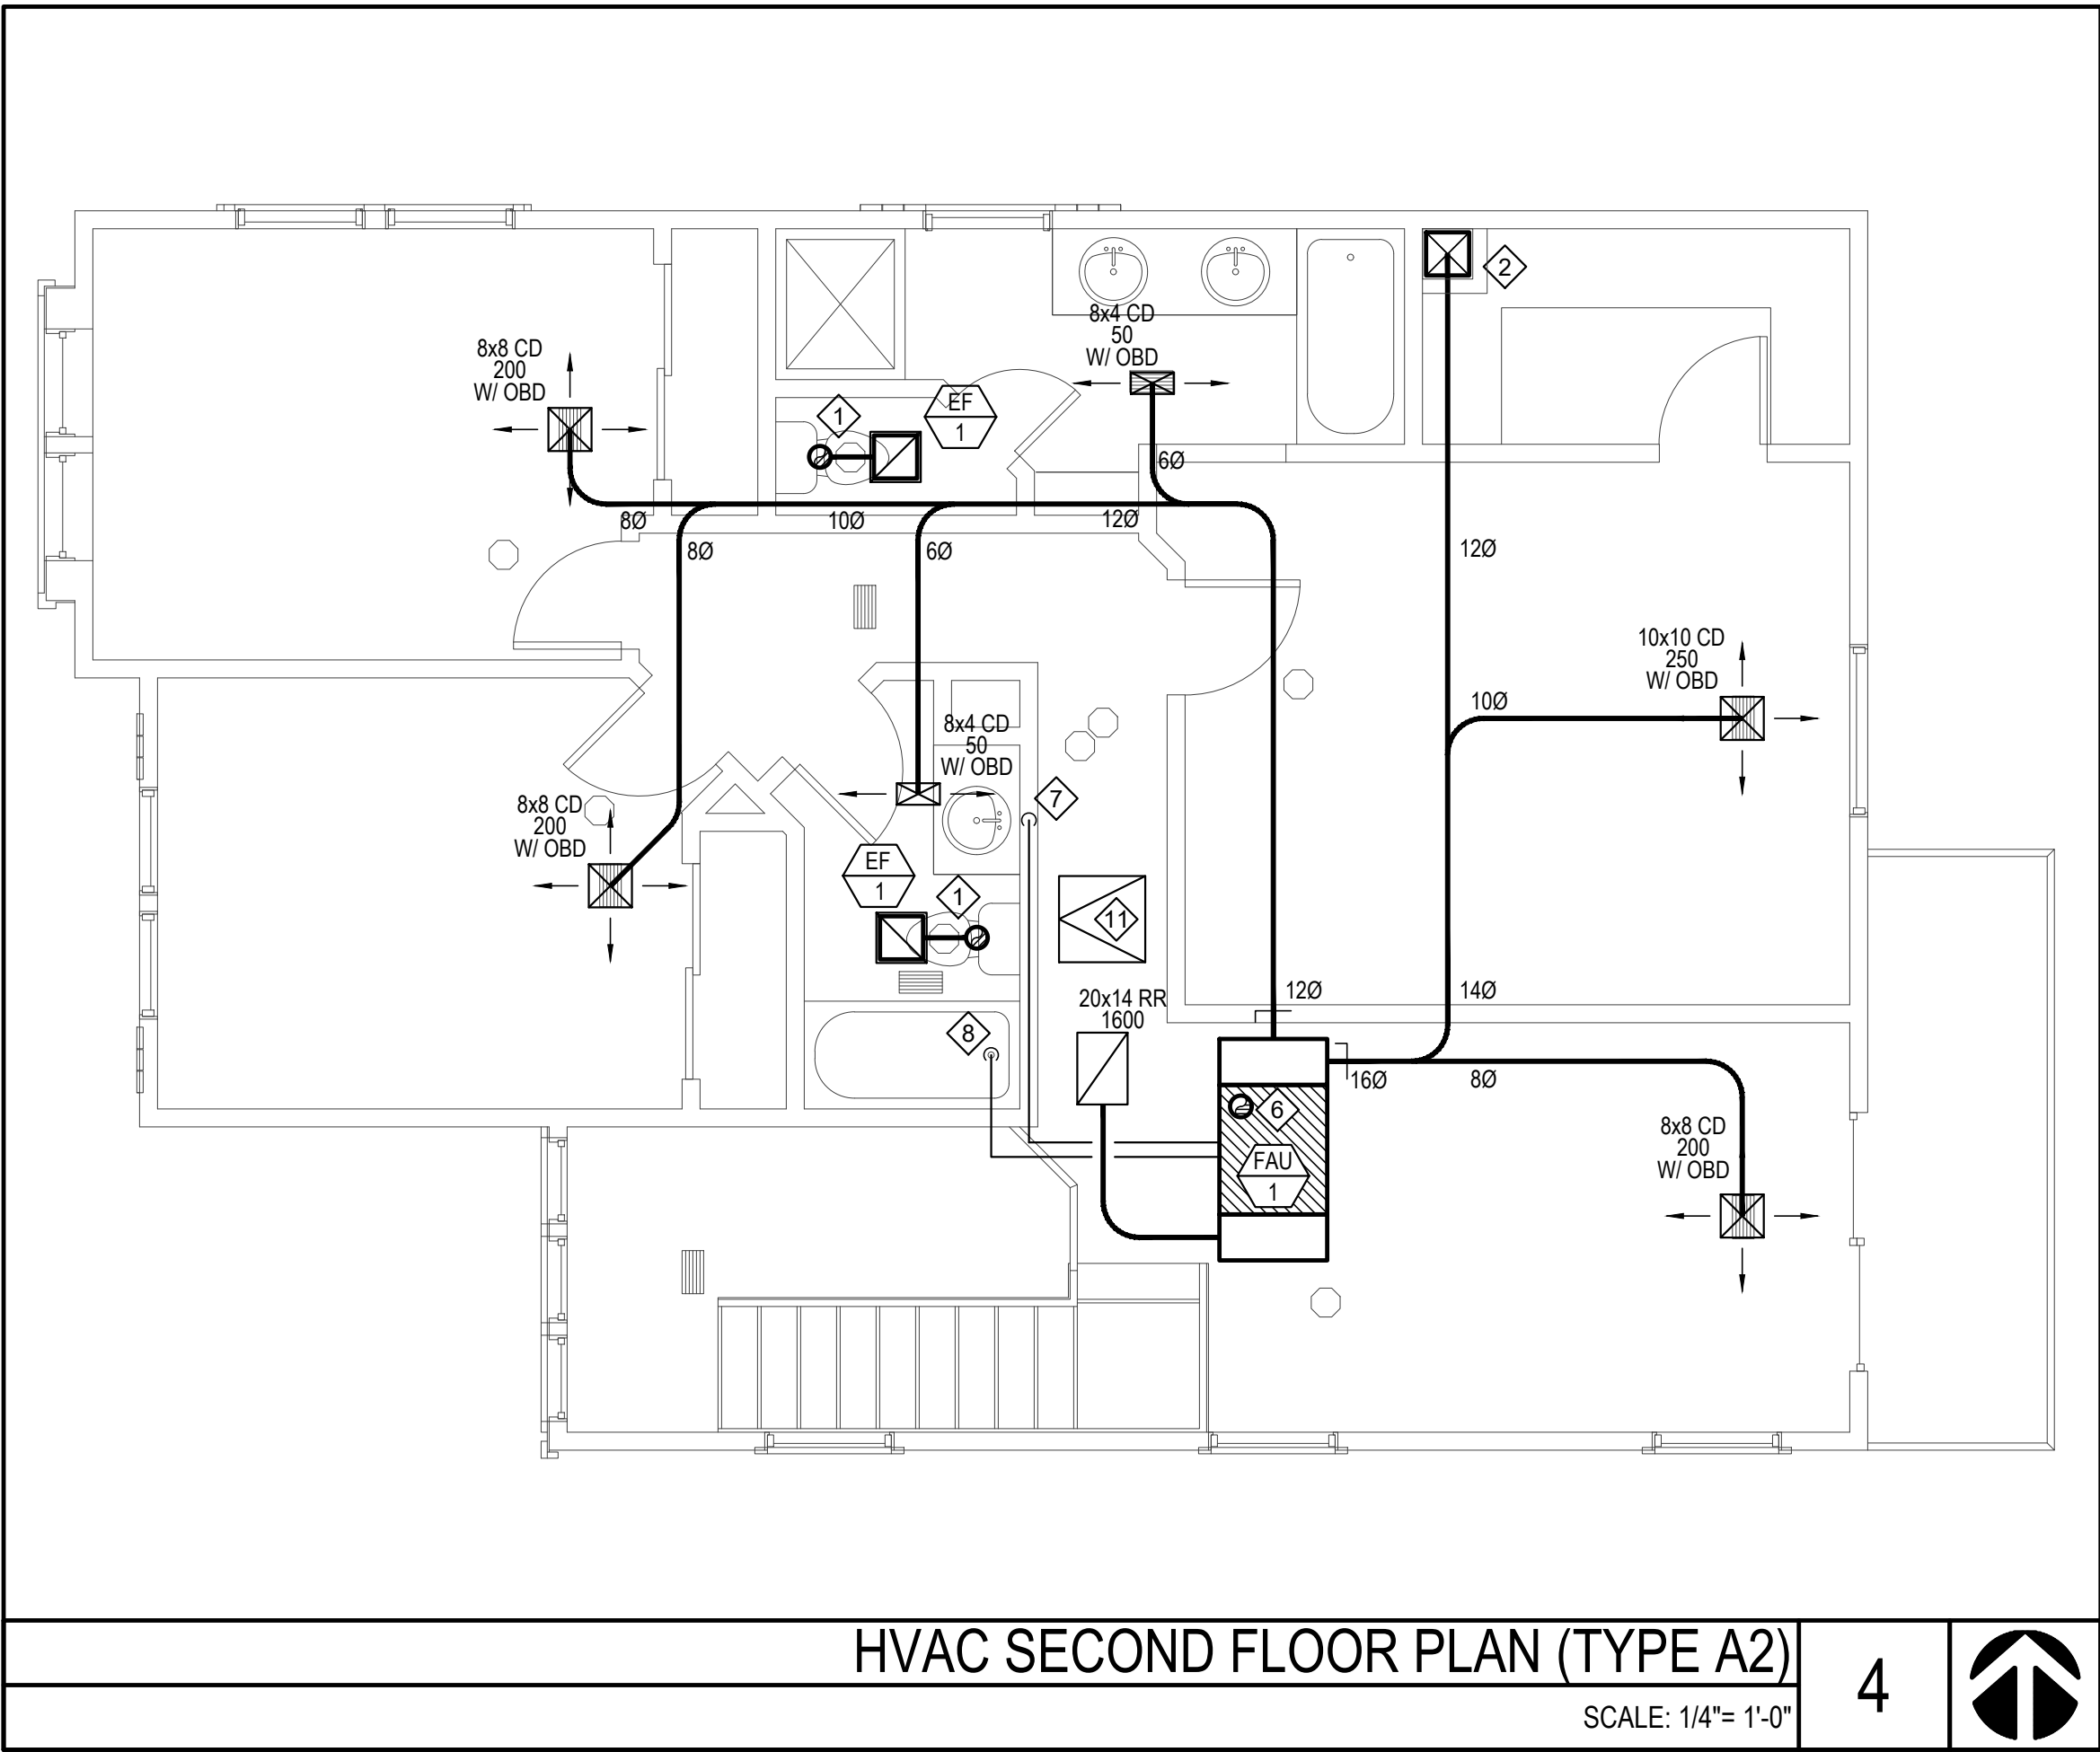 2
8x4 CD
50
W/ OBD
8x8 CD
200
W/ OBD
EF
1
1
6Ø
8Ø
10Ø
12Ø
8Ø
6Ø
12Ø
10x10 CD
250
W/ OBD
10Ø
8x4 CD
50
W/ OBD
7
8x8 CD
200
W/ OBD
EF
1
1
11
20x14 RR
1600
12Ø
14Ø
8
16Ø
8Ø
6
FAU
1
8x8 CD
200
W/ OBD
HVAC SECOND FLOOR PLAN (TYPE A2)
4
SCALE: 1/4"= 1'-0"